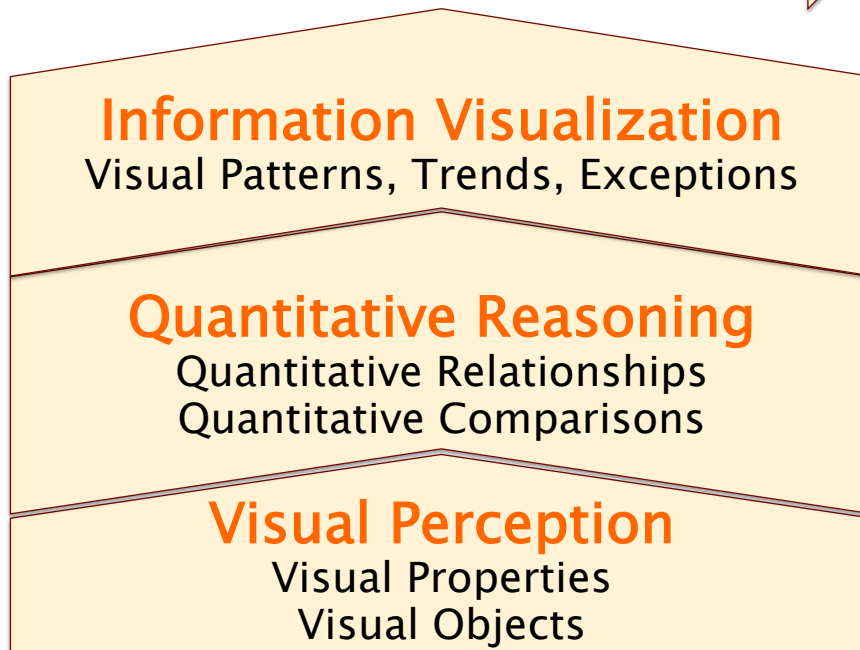 Information Visualization
Visual Patterns, Trends, Exceptions
Quantitative Reasoning
Quantitative Relationships
Quantitative Comparisons
Visual Perception
Visual Properties
Visual Objects